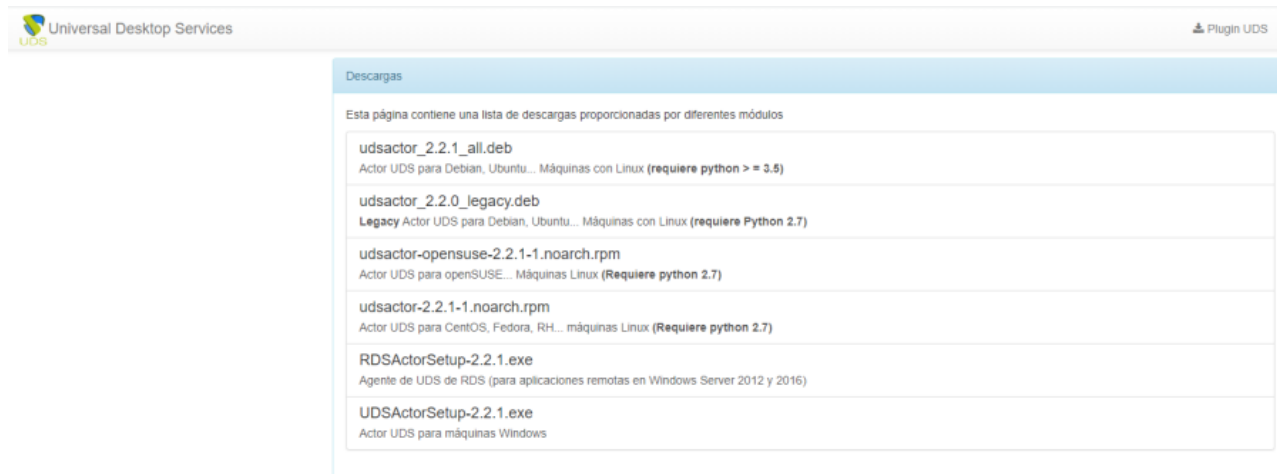 UDS
Universal Desktop Services
Plugin UDS
Descargas
Esta página contiene una lista de descargas proporcionadas por diferentes módulos
udsactor_2.2.1_all.deb
Actor UDS para Debian, Ubuntu... Máquinas con Linux (requiere python > = 3.5)
udsactor_2.2.0_legacy.deb
Legacy Actor UDS para Debian, Ubuntu... Máquinas con Linux (requiere Python 2.7)
udsactor-opensuse-2.2.1-1.noarch.rpm
Actor UDS para openSUSE... Máquinas Linux (Requiere python 2.7)
udsactor-2.2.1-1.noarch.rpm
Actor UDS para CentOS, Fedora, RH... máquinas Linux (Requiere python 2.7)
RDSActorSetup-2.2.1.exe
Agente de UDS de RDS (para aplicaciones remotas en Windows Server 2012 y 2016)
UDSActorSetup-2.2.1.exe
Actor UDS para máquinas Windows